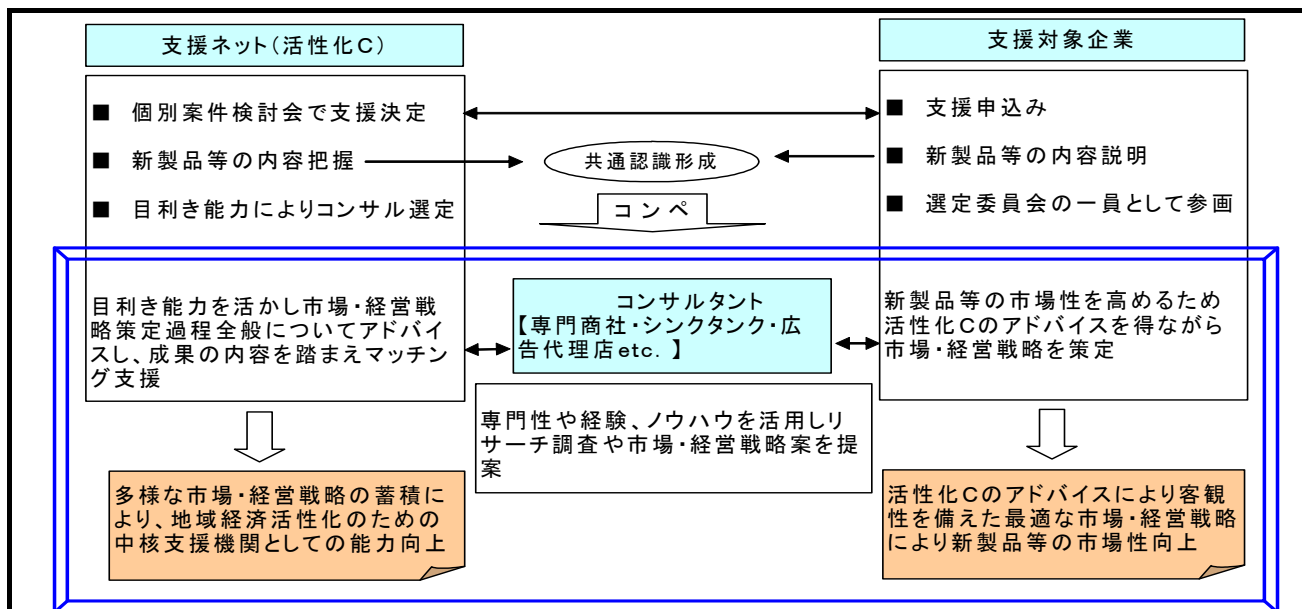 支援ネット(活性化C)
■ 個別案件検討会で支援決定
■ 新製品等の内容把握
■ 目利き能力によりコンサル選定
目利き能力を活かし市場・経営戦
略策定過程全般についてアドバイ
スし、成果の内容を踏まえマッチン
グ支援
多様な市場・経営戦略の蓄積に
より、地域経済活性化のための
中核支援機関としての能力向上
共通認識形成
コンペ
コンサルタント
【専門商社・シンクタンク・広
告代理店etc. 】
専門性や経験、ノウハウを活用しリ
サーチ調査や市場・経営戦略案を提
案
支援対象企業
■ 支援申込み
■ 新製品等の内容説明
■ 選定委員会の一員として参画
新製品等の市場性を高めるため
活性化Cのアドバイスを得ながら
市場・経営戦略を策定
活性化Cのアドバイスにより客観
性を備えた最適な市場・経営戦略
により新製品等の市場性向上